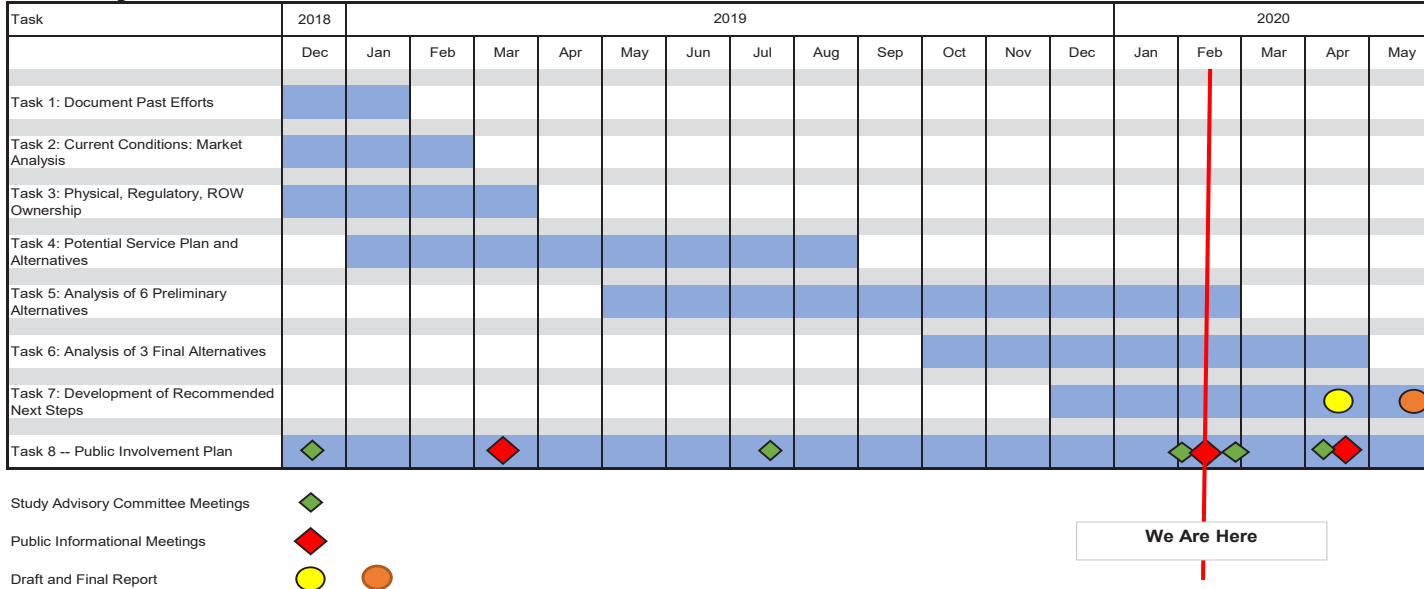 Task 2018 2019 2020
Dec Jan Feb Mar Apr May Jun Jul Aug Sep Oct Nov Dec Jan Feb Mar Apr May
Task 1: Document Past Efforts
Task 2: Current Conditions: Market
Analysis
Task 3: Physical, Regulatory, ROW
Ownership
Task 4: Potential Service Plan and
Alternatives
Task 5: Analysis of 6 Preliminary
Alternatives
Task 6: Analysis of 3 Final Alternatives
Task 7: Development of Recommended
Next Steps
Task 8 -- Public Involvement Plan
Study Advisory Committee Meetings
Public Informational Meetings
We Are Here
Draft and Final Report